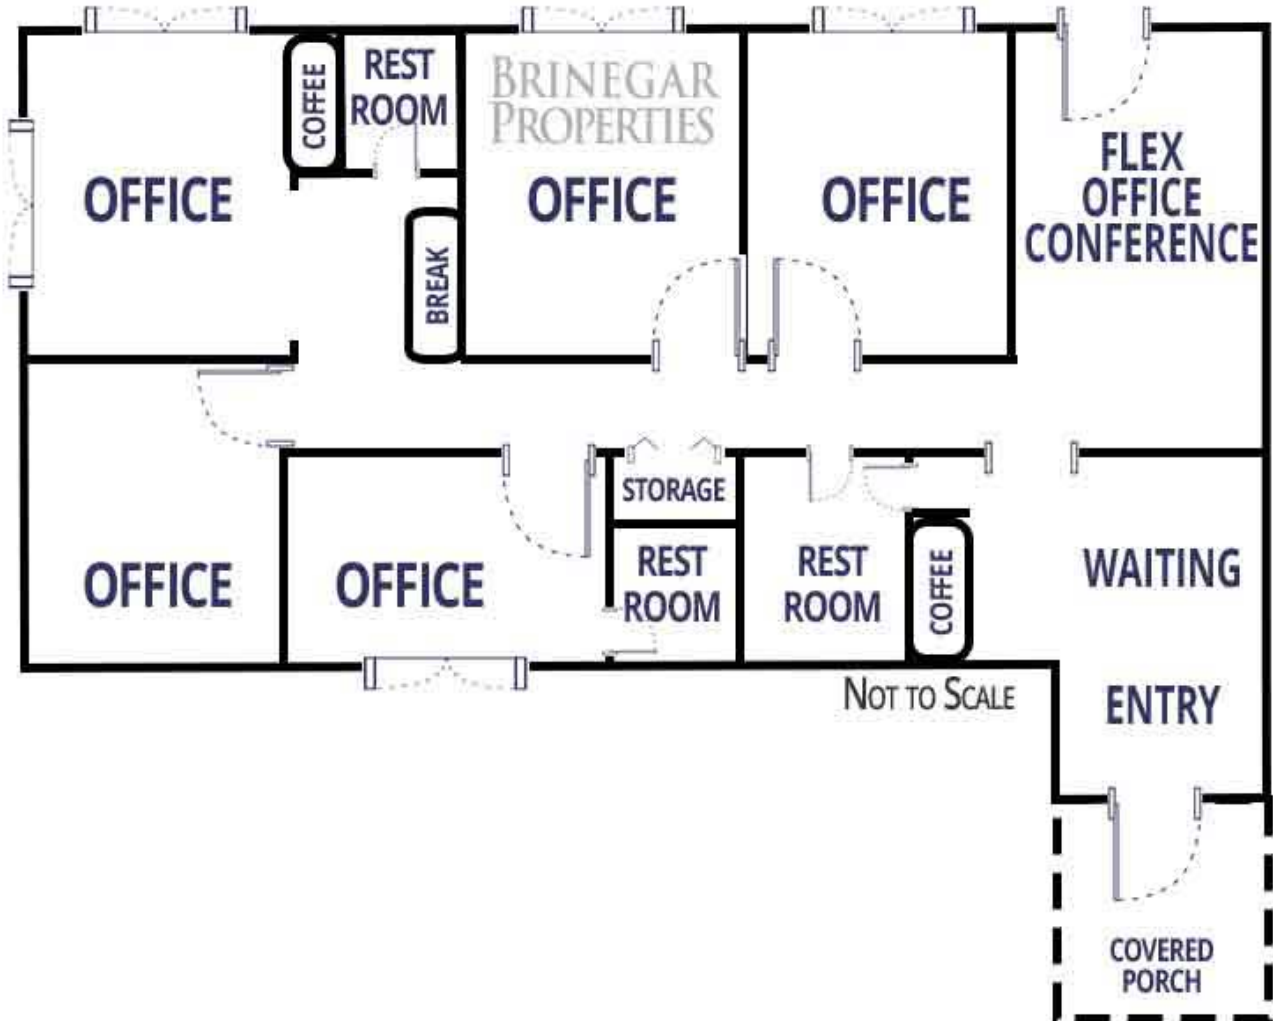 COFFEE
REST
ROOM
BRINEGAR
PROPERTIES
OFFICE
OFFICE
OFFICE
FLEX
OFFICE
CONFERENCE
BREAK
STORAGE
OFFICE
OFFICE
REST
ROOM
REST
ROOM
COFFEE
WAITING
NOT TO SCALE
ENTRY
COVERED
PORCH